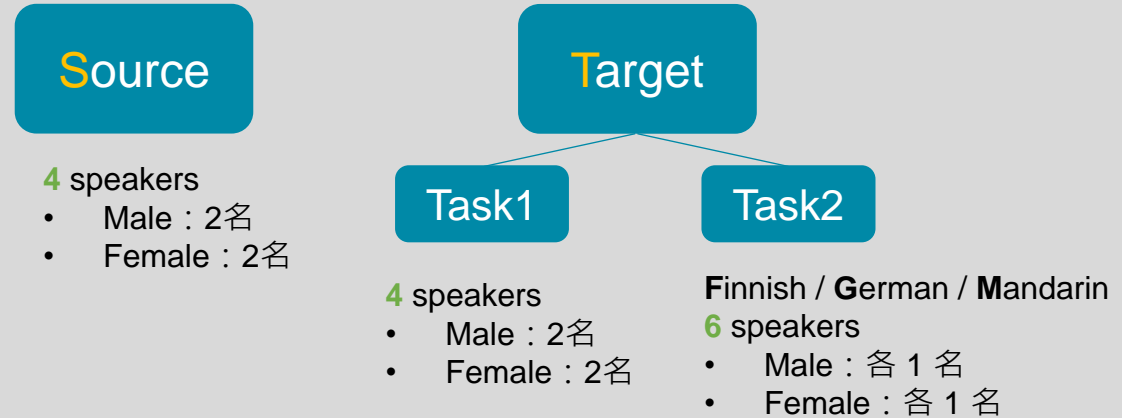 Source
4 speakers
• Male：2名
• Female：2名
Target
Task1
4 speakers
• Male：2名
• Female：2名
Task2
Finnish / German / Mandarin
6 speakers
• Male：各 1 名
• Female：各 1 名